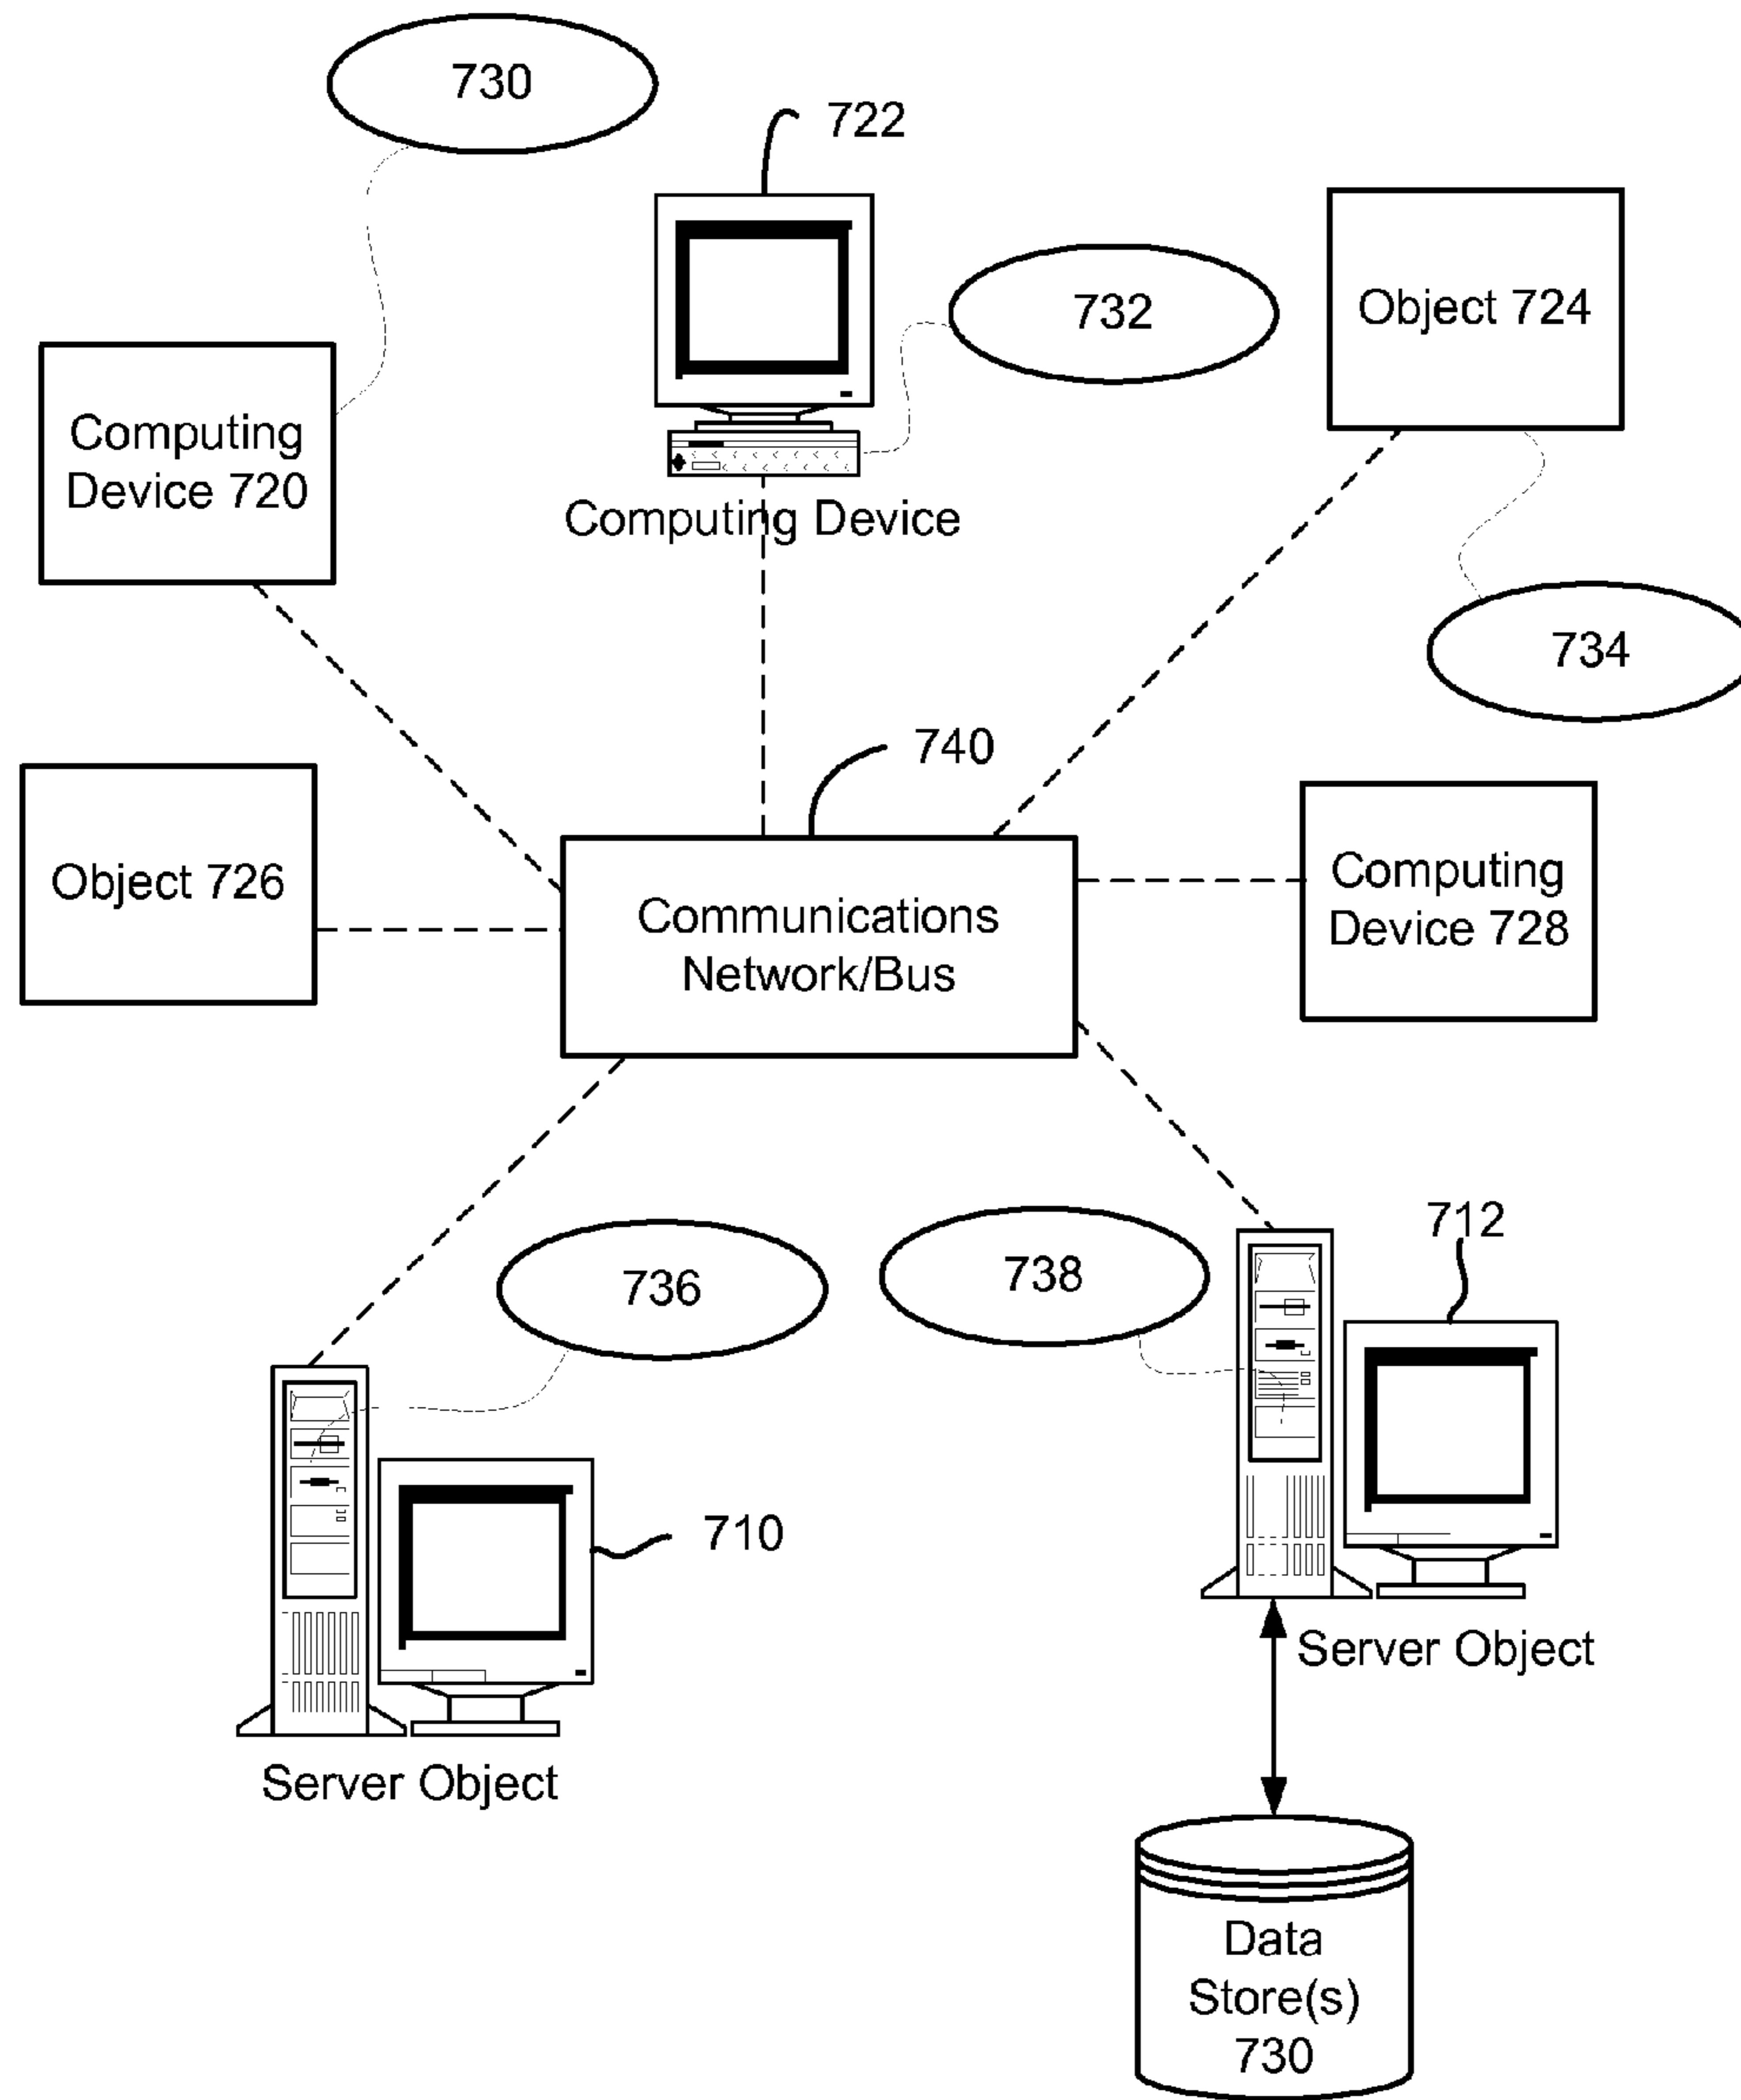 730
722
732
Object 724
Computing
Device 720
Computing Device
734
740
Object 726
Communications
Network/Bus
Computing
Device 728
736
738
712
710
Server Object
Server Object
Data
Store(s)
730